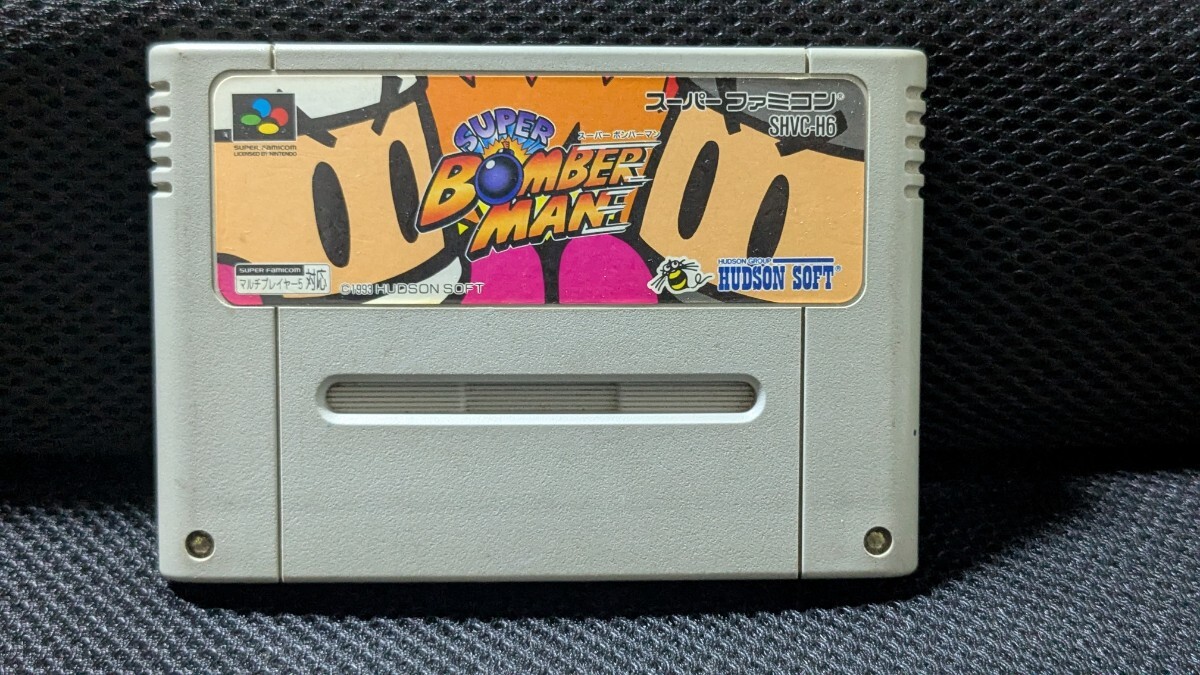 SUPER FAMICOM
LICENSED BY NINTENDO
SUPER
スーパー ボンバーマン
BOMBER
MAN
スーパーファミコン®
SHVC-H6
SUPER FAMICOM
マルチプレイヤー5 対応
©1993 HUDSON SOFT
HUDSON GROUP
HUDSON SOFT®